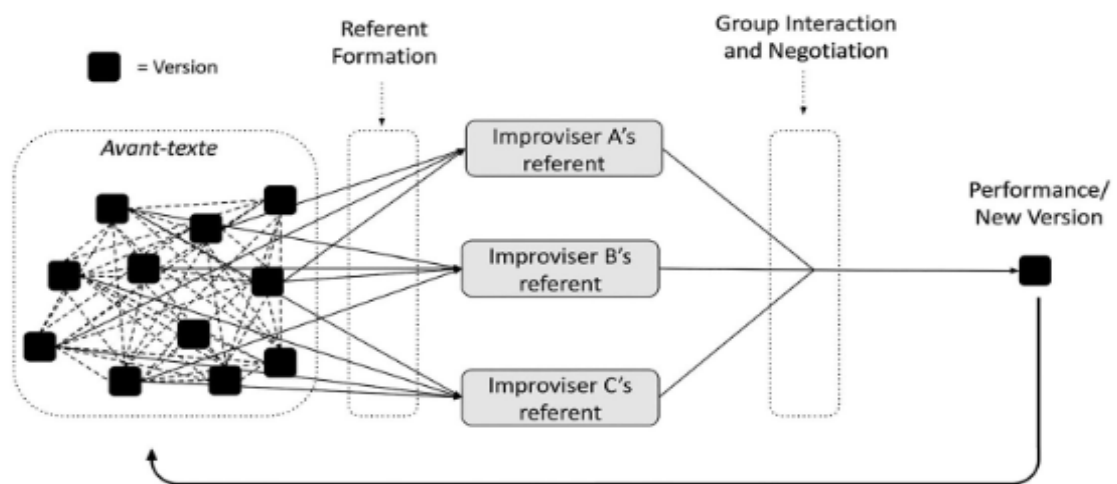 Referent
Formation
Group Interaction
and Negotiation
= Version
Avant-texte
Improviser A's
referent
Performance/
New Version
Improviser B's
referent
Improviser C's
referent